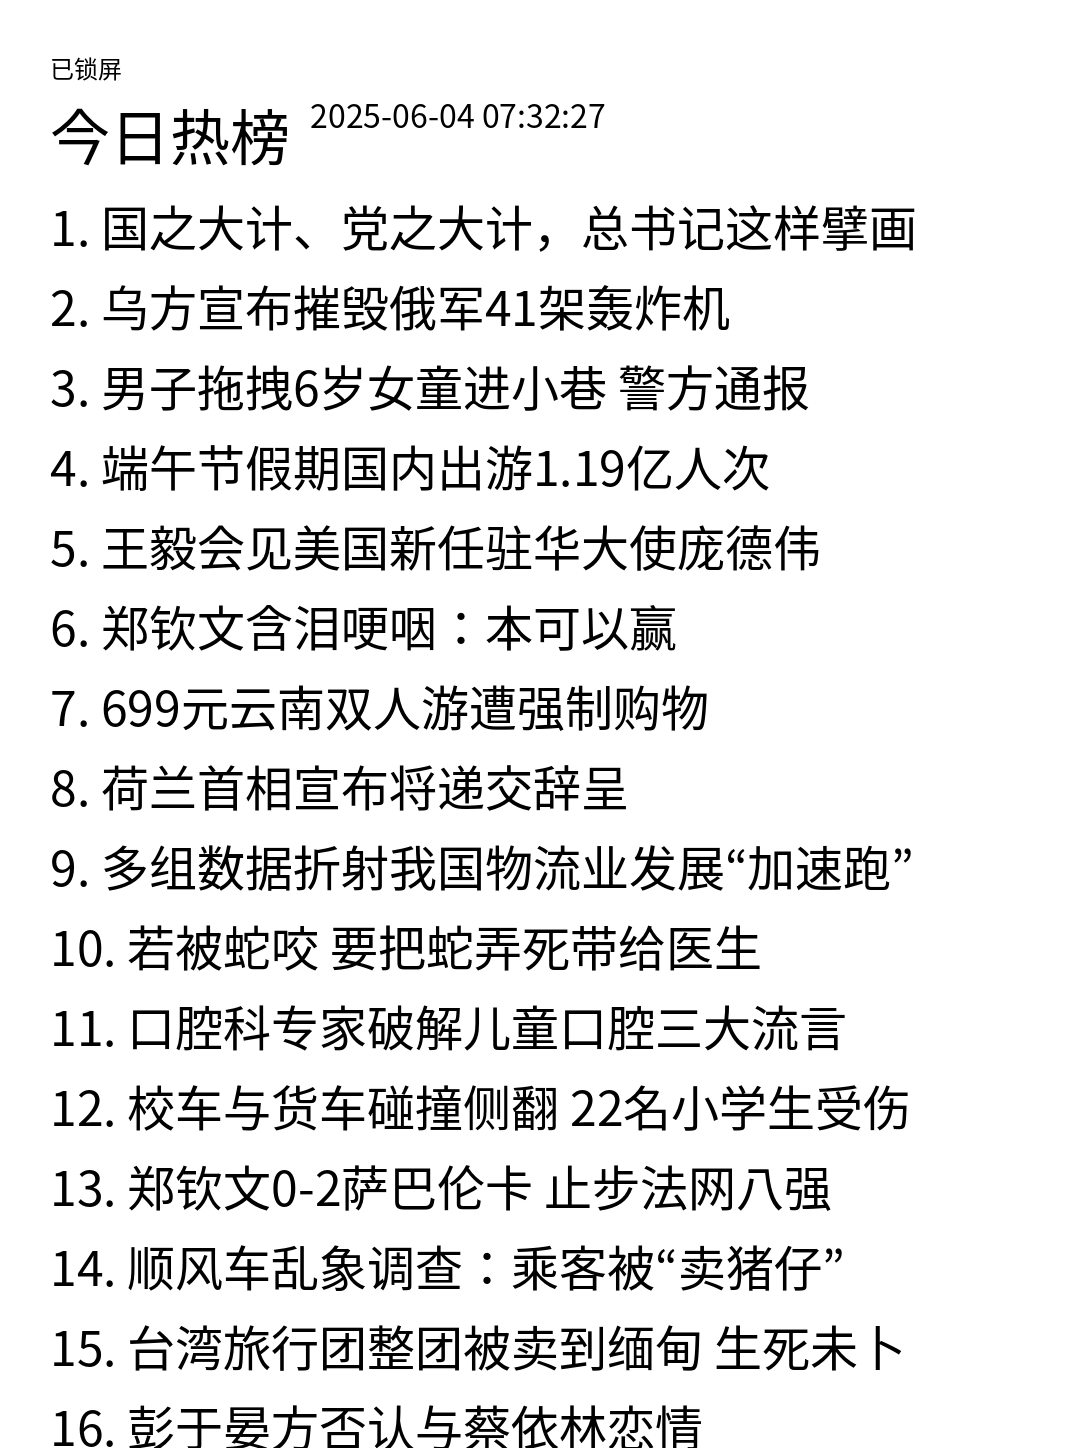 已锁屏
今日热榜 2025-06-04 07:32:27
1. 国之大计、党之大计，总书记这样擘画
2. 乌方宣布摧毁俄军41架轰炸机
3. 男子拖拽6岁女童进小巷 警方通报
4. 端午节假期国内出游1.19亿人次
5. 王毅会见美国新任驻华大使庞德伟
6. 郑钦文含泪哽咽：本可以赢
7. 699元云南双人游遭强制购物
8. 荷兰首相宣布将递交辞呈
9. 多组数据折射我国物流业发展“加速跑”
10. 若被蛇咬 要把蛇弄死带给医生
11. 口腔科专家破解儿童口腔三大流言
12. 校车与货车碰撞侧翻 22名小学生受伤
13. 郑钦文0-2萨巴伦卡 止步法网八强
14. 顺风车乱象调查：乘客被“卖猪仔”
15. 台湾旅行团整团被卖到缅甸 生死未卜
16. 彭于晏方否认与蔡依林恋情